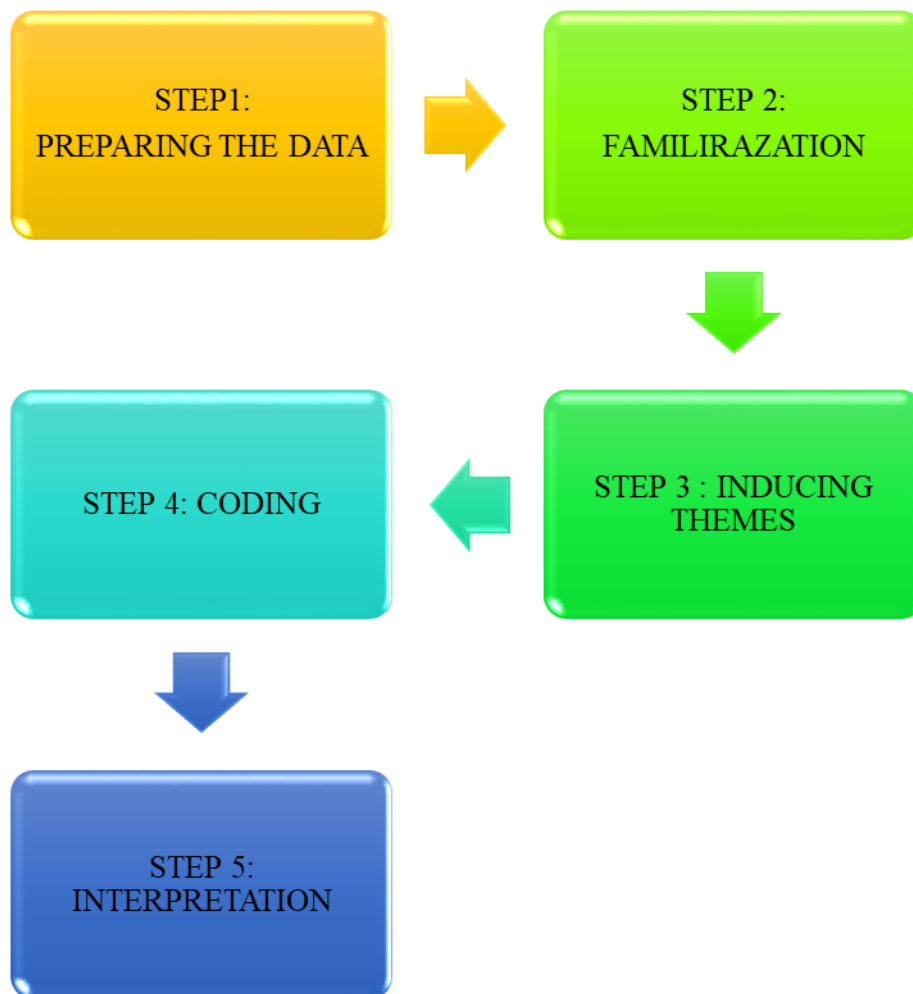 STEP1:
PREPARING THE DATA
STEP 2:
FAMILIRAZATION
STEP 3 : INDUCING
THEMES
STEP 4: CODING
STEP 5:
INTERPRETATION